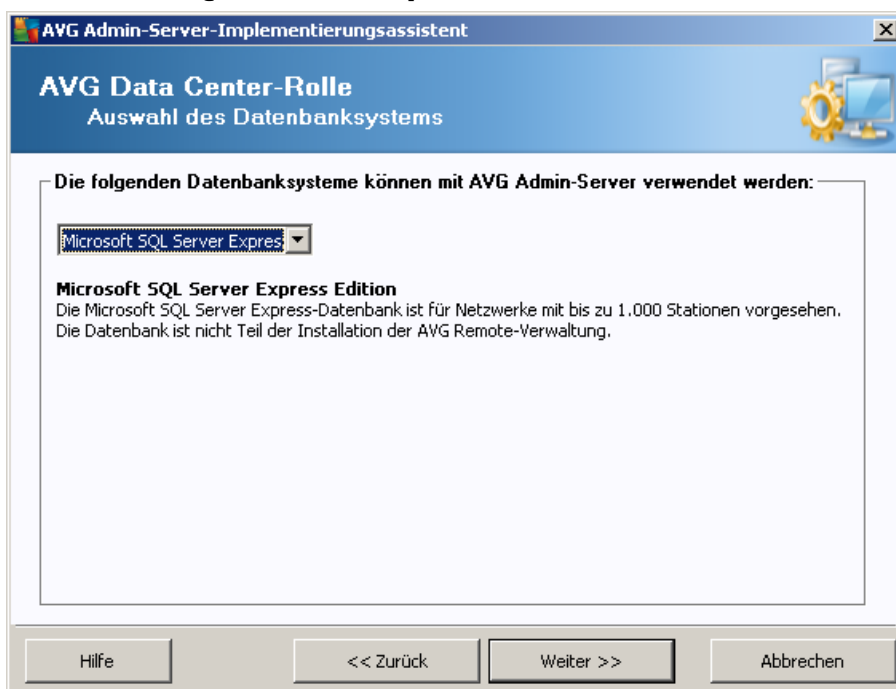 AVG Admin-Server-Implementierungsassistent
AVG Data Center-Rolle
Auswahl des Datenbanksystems
Die folgenden Datenbanksysteme können mit AVG Admin-Server verwendet werden:
Microsoft SQL Server Expres
Microsoft SQL Server Express Edition
Die Microsoft SQL Server Express-Datenbank ist für Netzwerke mit bis zu 1.000 Stationen vorgesehen.
Die Datenbank ist nicht Teil der Installation der AVG Remote-Verwaltung.
Hilfe
<< Zurück
Weiter >>
Abbrechen